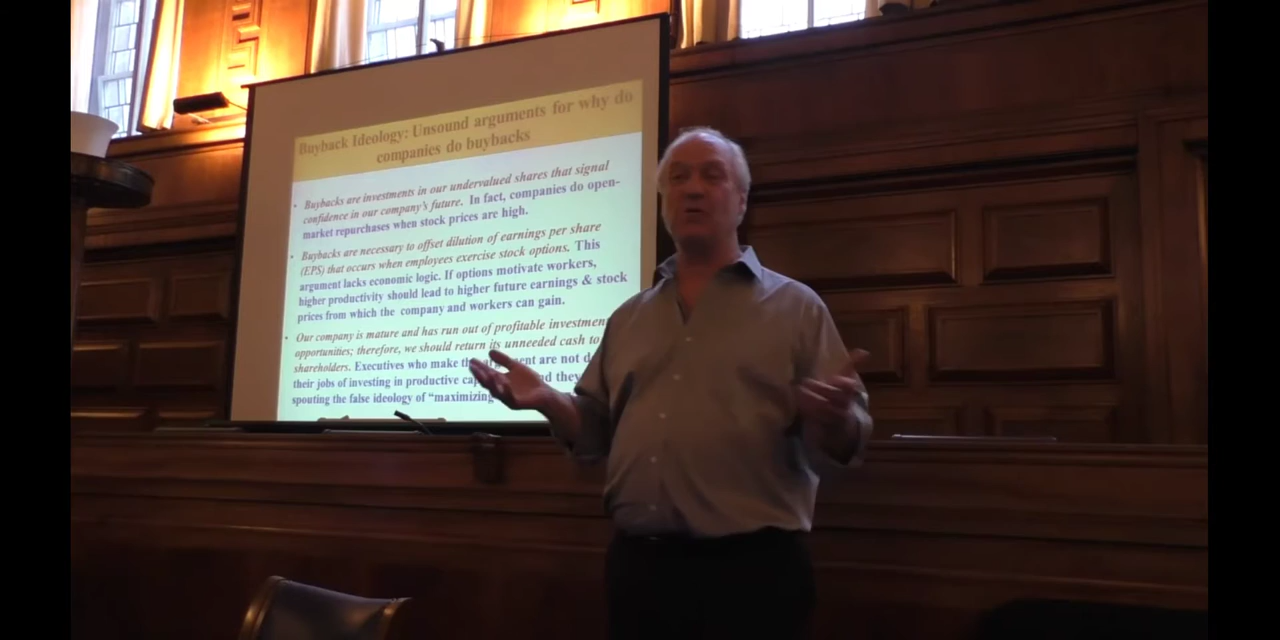 Buyback Ideology: Unsound arguments for why do
companies do buybacks
• Buybacks are investments in our undervalued shares that signal
confidence in our company's future. In fact, companies do open-
market repurchases when stock prices are high.
• Buybacks are necessary to offset dilution of earnings per share
(EPS) that occurs when employees exercise stock options. This
argument lacks economic logic. If options motivate workers,
higher productivity should lead to higher future earnings & stock
prices from which the company and workers can gain.
• Our company is mature and has run out of profitable investment
opportunities; therefore, we should return its unneeded cash to
shareholders. Executives who make the are not
their jobs of investing in productive they
spouting the false ideology of "maximizing